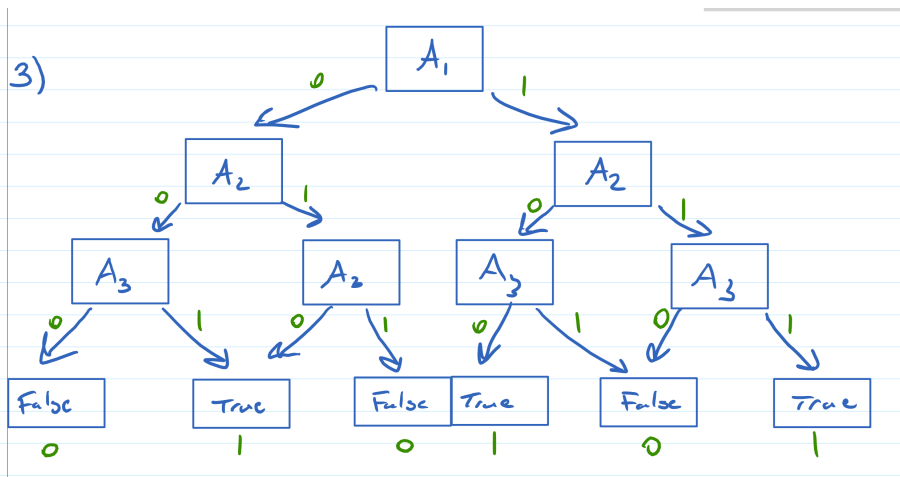 A₁
3)
0 1
A₂ A₂
0 1 0 1
A₃ A₃ A₃ A₃
0 1 0 1 0 1 0 1
False True False True False True
0 1 0 1 0 1